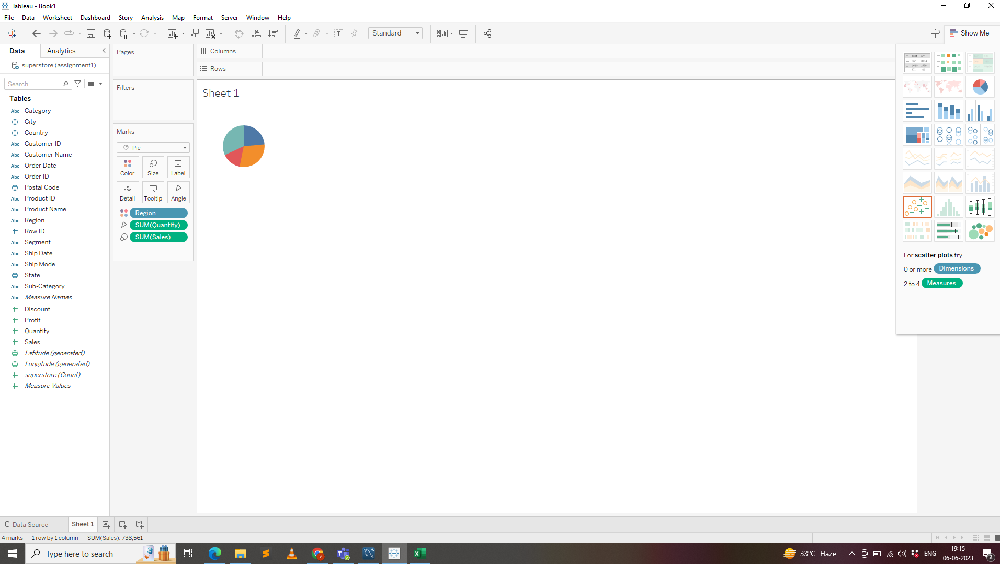 Tableau - Book1
File Data Worksheet Dashboard Story Analysis Map Format Server Window Help
Standard
Show Me
Data Analytics
superstore (assignment1)
Search
Tables
Abc Category
City
Country
Abc Customer ID
Abc Customer Name
Abc Order Date
Abc Order ID
Postal Code
Abc Product ID
Abc Product Name
Abc Region
Row ID
Abc Segment
Abc Ship Date
Abc Ship Mode
State
Abc Sub-Category
Abc Measure Names
Discount
Profit
Quantity
Sales
Latitude (generated)
Longitude (generated)
superstore (Count)
Measure Values
Pages
Filters
Marks
Pie
Color Size Label
Detail Tooltip Angle
Region
SUM(Quantity)
SUM(Sales)
Columns
Rows
Sheet 1
For scatter plots try
0 or more Dimensions
2 to 4 Measures
Data Source Sheet 1
4 marks 1 row by 1 column SUM(Sales): 738,561
Type here to search
33°C Haze
ENG
19:15
06-06-2023
2